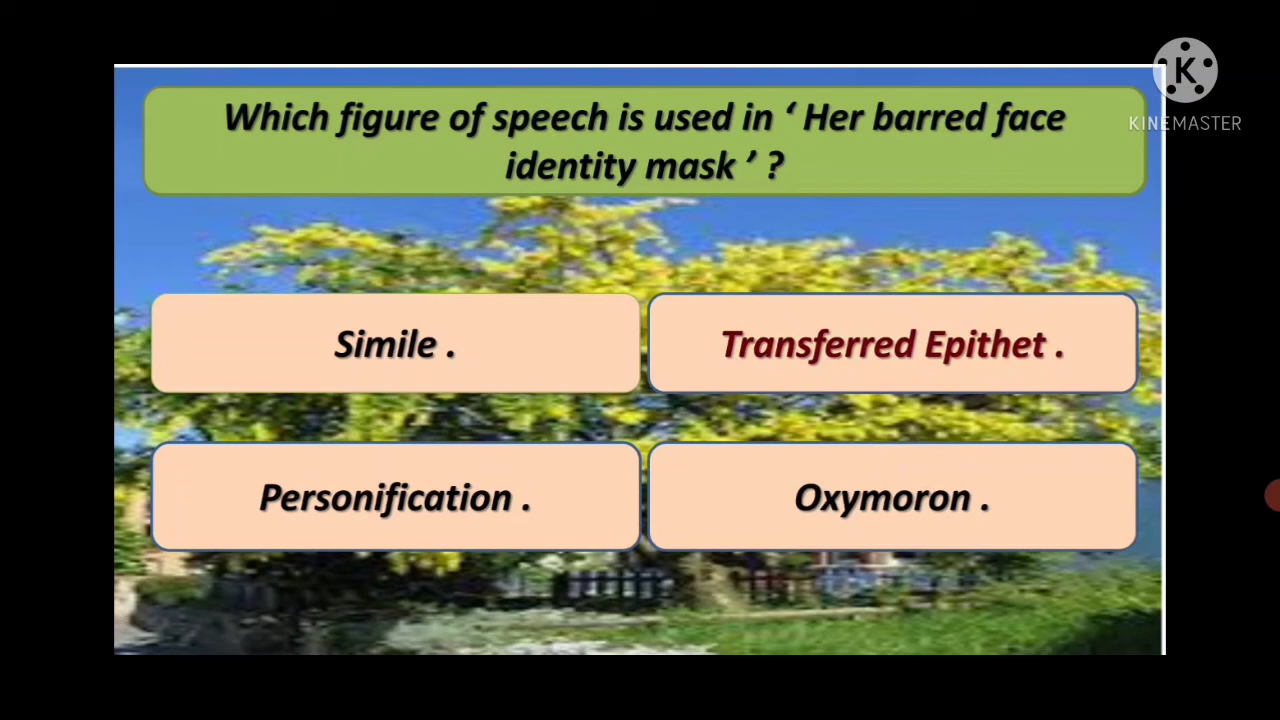 Which figure of speech is used in ‘ Her barred face
identity mask ’ ?
Simile .
Transferred Epithet .
Personification .
Oxymoron .
K
KINEMASTER